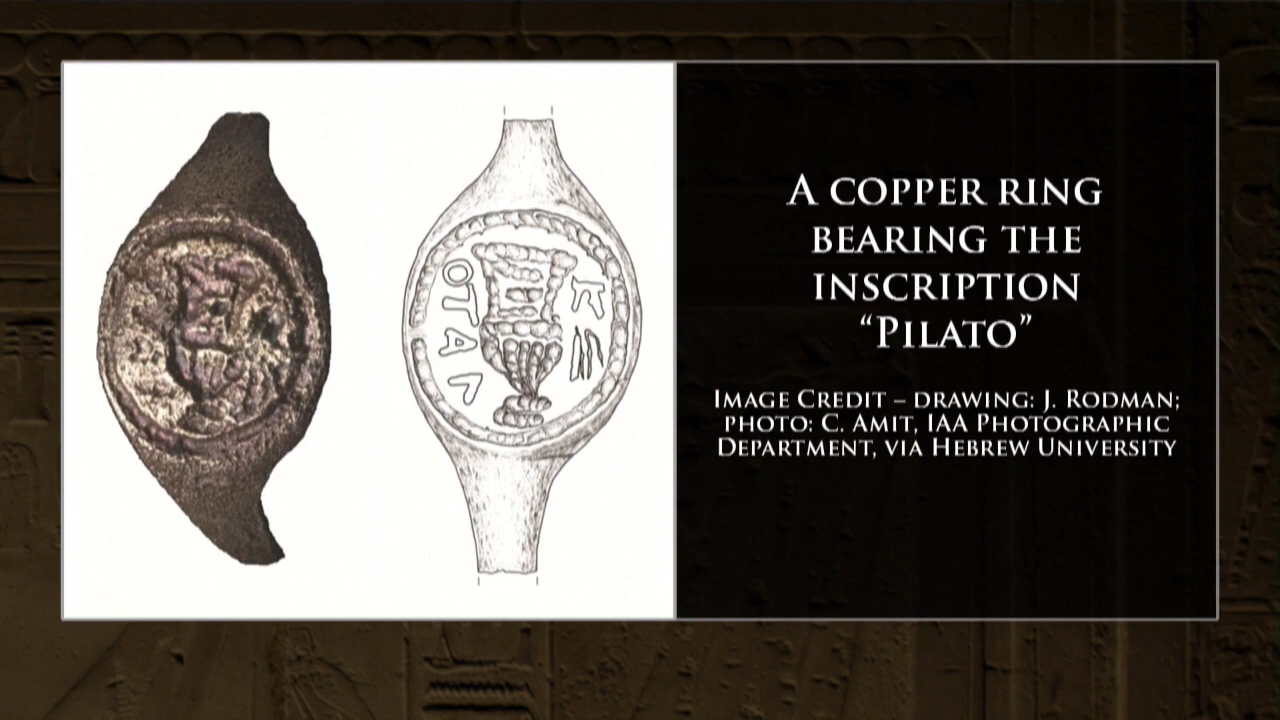 A COPPER RING
BEARING THE
INSCRIPTION
“PILATO”
IMAGE CREDIT – DRAWING: J. RODMAN;
PHOTO: C. AMIT, IAA PHOTOGRAPHIC
DEPARTMENT, VIA HEBREW UNIVERSITY